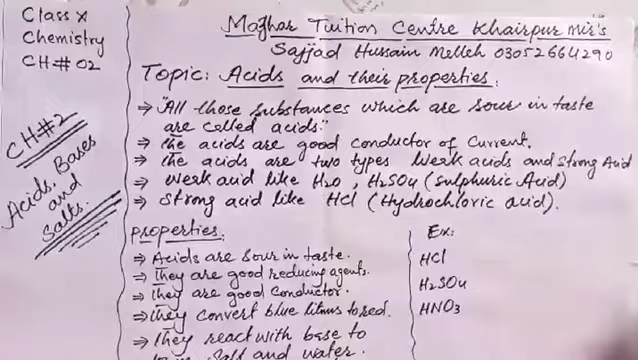 Class X
Chemistry
CH# 02
CH#2
Acids, Bases
and
Salts.
Mazhar Tuition Centre Khairpur Mir's
Sajjad Hussain Melleh 03052664290
Topic: Acids and their properties.
⇒ "All those substances which are sour in taste
are called acids."
⇒ The acids are good conductor of current.
⇒ The acids are two types weak acids and strong Acid
⇒ Weak acid like H2O, H2SO4 (Sulphuric Acid)
⇒ Strong acid like HCl (Hydrochloric acid).
properties.
⇒ Acids are sour in taste.
⇒ They are good reducing agents.
⇒ They are good conductor.
⇒ they convert blue litmus to red.
⇒ They react with base to
salt and water.
Ex:
HCl
H2SO4
HNO3